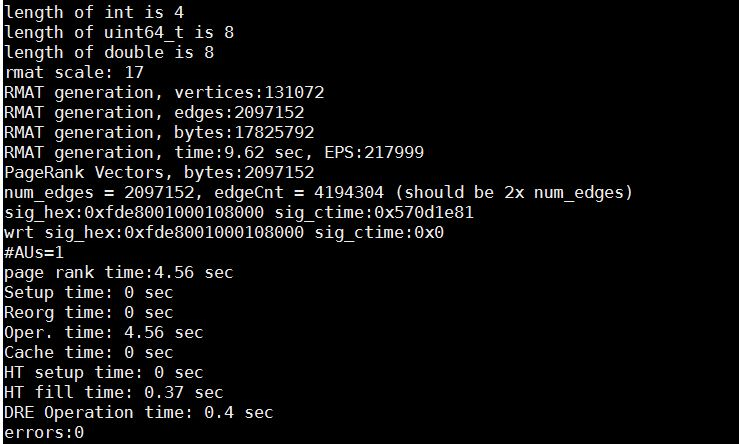 length of int is 4
length of uint64_t is 8
length of double is 8
rmat scale: 17
RMAT generation, vertices:131072
RMAT generation, edges:2097152
RMAT generation, bytes:17825792
RMAT generation, time:9.62 sec, EPS:217999
PageRank Vectors, bytes:2097152
num_edges = 2097152, edgeCnt = 4194304 (should be 2x num_edges)
sig_hex:0xfde8001000108000 sig_ctime:0x570d1e81
wrt sig_hex:0xfde8001000108000 sig_ctime:0x0
#AUs=1
page rank time:4.56 sec
Setup time: 0 sec
Reorg time: 0 sec
Oper. time: 4.56 sec
Cache time: 0 sec
HT setup time: 0 sec
HT fill time: 0.37 sec
DRE Operation time: 0.4 sec
errors:0